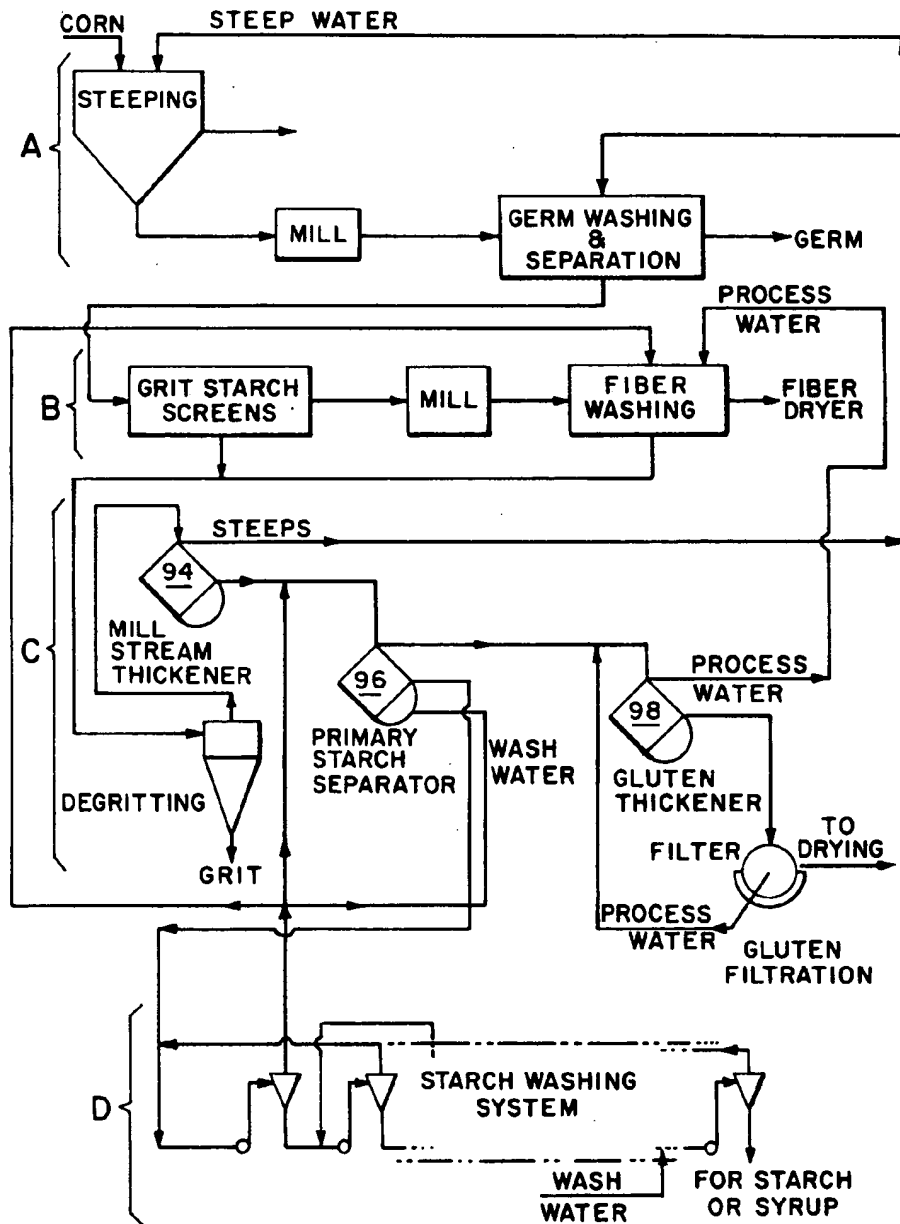 CORN
STEEP WATER
STEEPING
A
MILL
GERM WASHING
&
SEPARATION
GERM
PROCESS
WATER
B
GRIT STARCH
SCREENS
MILL
FIBER
WASHING
FIBER
DRYER
C
STEEPS
94
MILL
STREAM
THICKENER
96
PRIMARY
STARCH
SEPARATOR
WASH
WATER
PROCESS
WATER
98
GLUTEN
THICKENER
DEGRITTING
GRIT
FILTER
TO
DRYING
PROCESS
WATER
GLUTEN
FILTRATION
D
STARCH WASHING
SYSTEM
WASH
WATER
FOR STARCH
OR SYRUP